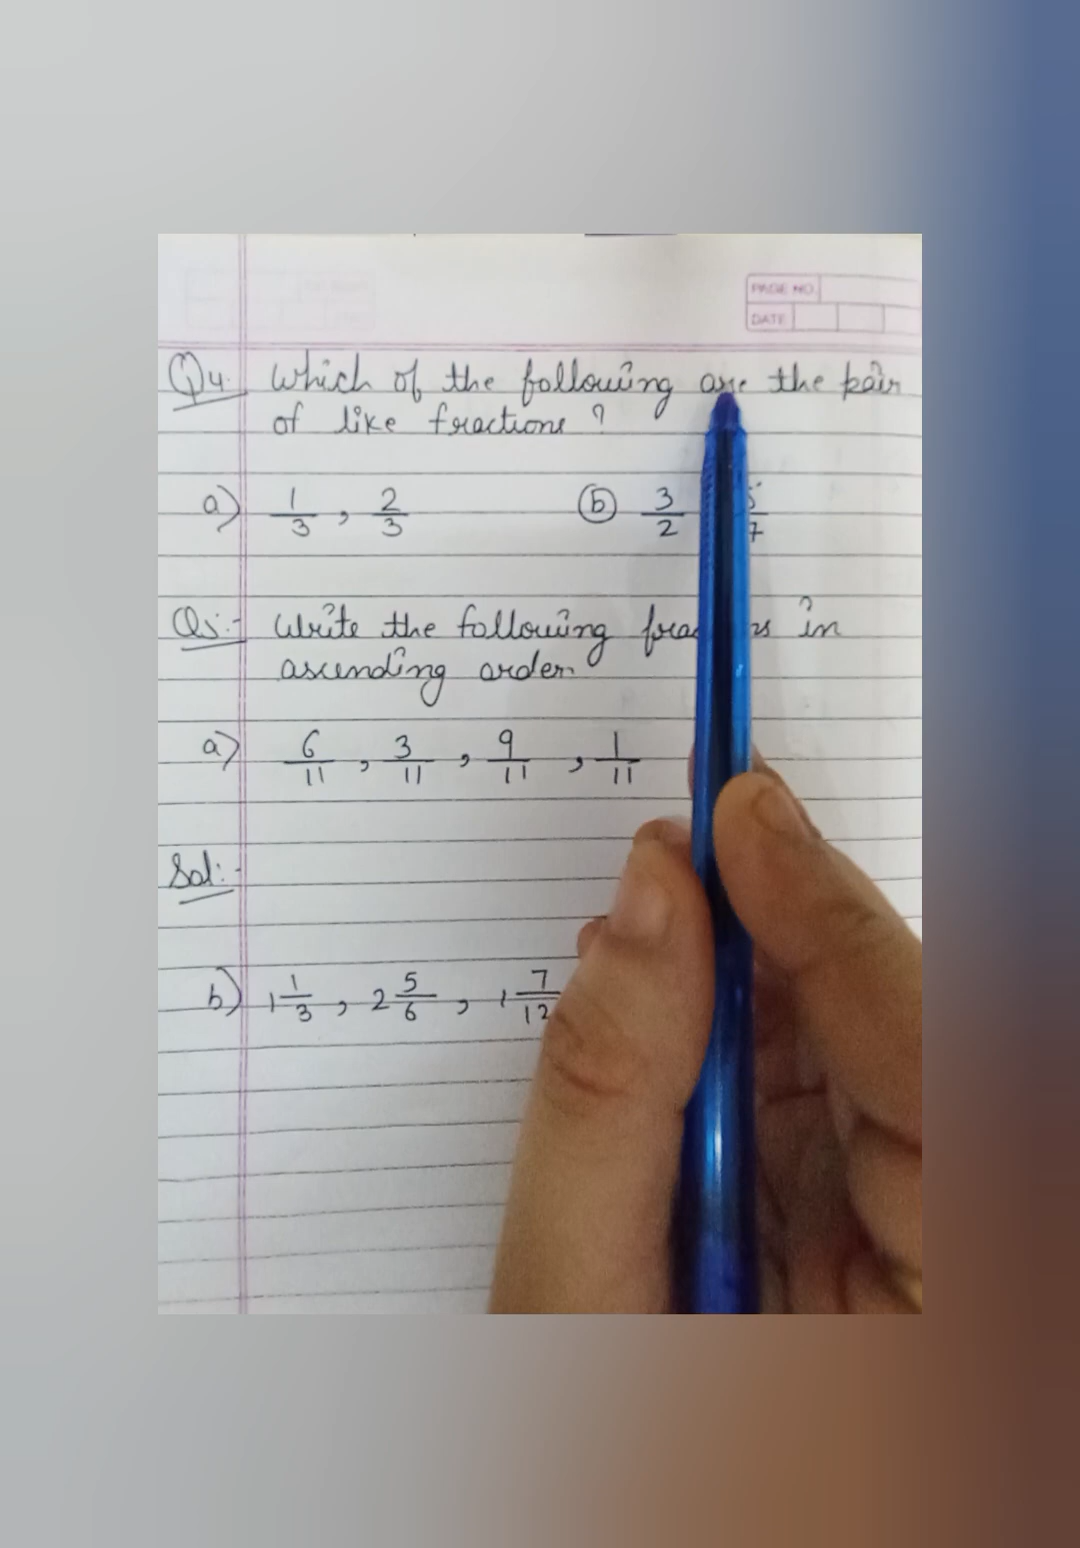 PAGE NO.
DATE
Q4. Which of the following are the pair
of like fractions ?
a) 1/3 , 2/3 (b) 3/2 5/7
Q5:- Write the following in
ascending order.
a) 6/11 , 3/11 , 9/11 , 1/11
Sol:-
b) 1 1/3 , 2 5/6 , 1 7/12